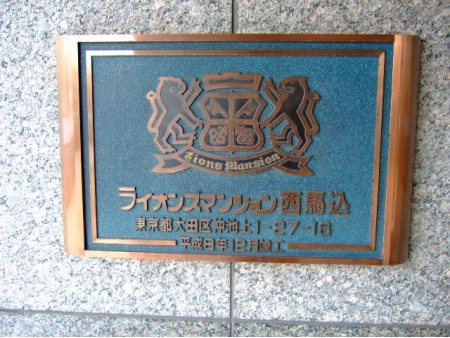 Lions Mansion
ライオンズマンション西馬込
東京都大田区仲池上1-27-16
平成8年12月竣工